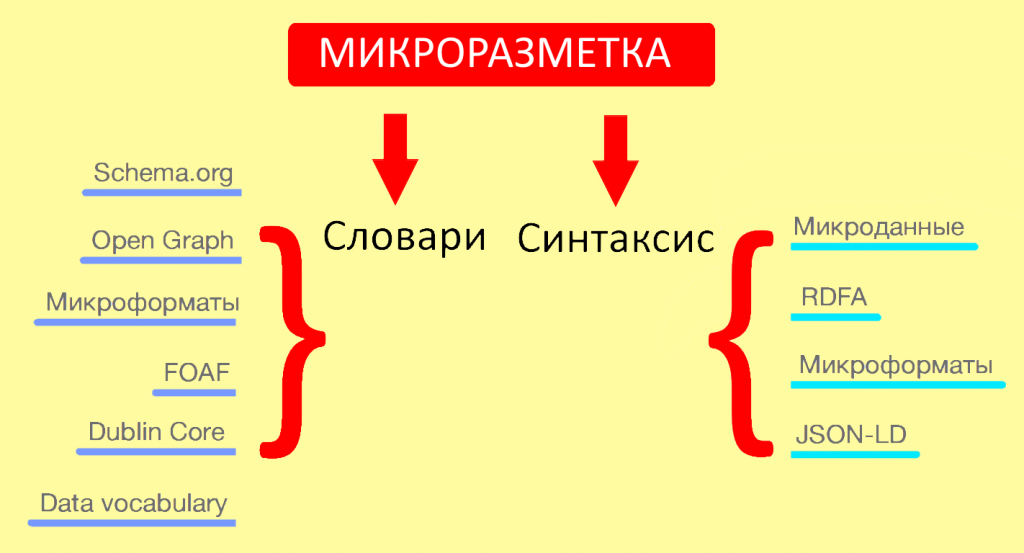 МИКРОРАЗМЕТКА
Словари
Синтаксис
Schema.org
Open Graph
Микроформаты
FOAF
Dublin Core
Data vocabulary
Микроданные
RDFA
Микроформаты
JSON-LD